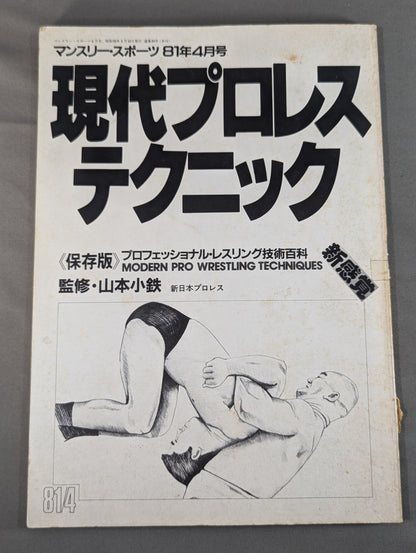 マンスリー・スポーツ 81年4月号
現代プロレス
テクニック
《保存版》プロフェッショナル・レスリング技術百科
MODERN PRO WRESTLING TECHNIQUES
新感覚
監修・山本小鉄 新日本プロレス
814